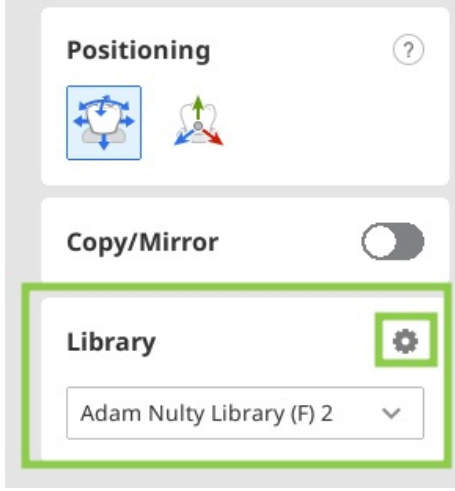 Positioning
?
Copy/Mirror
Library
Adam Nulty Library (F) 2